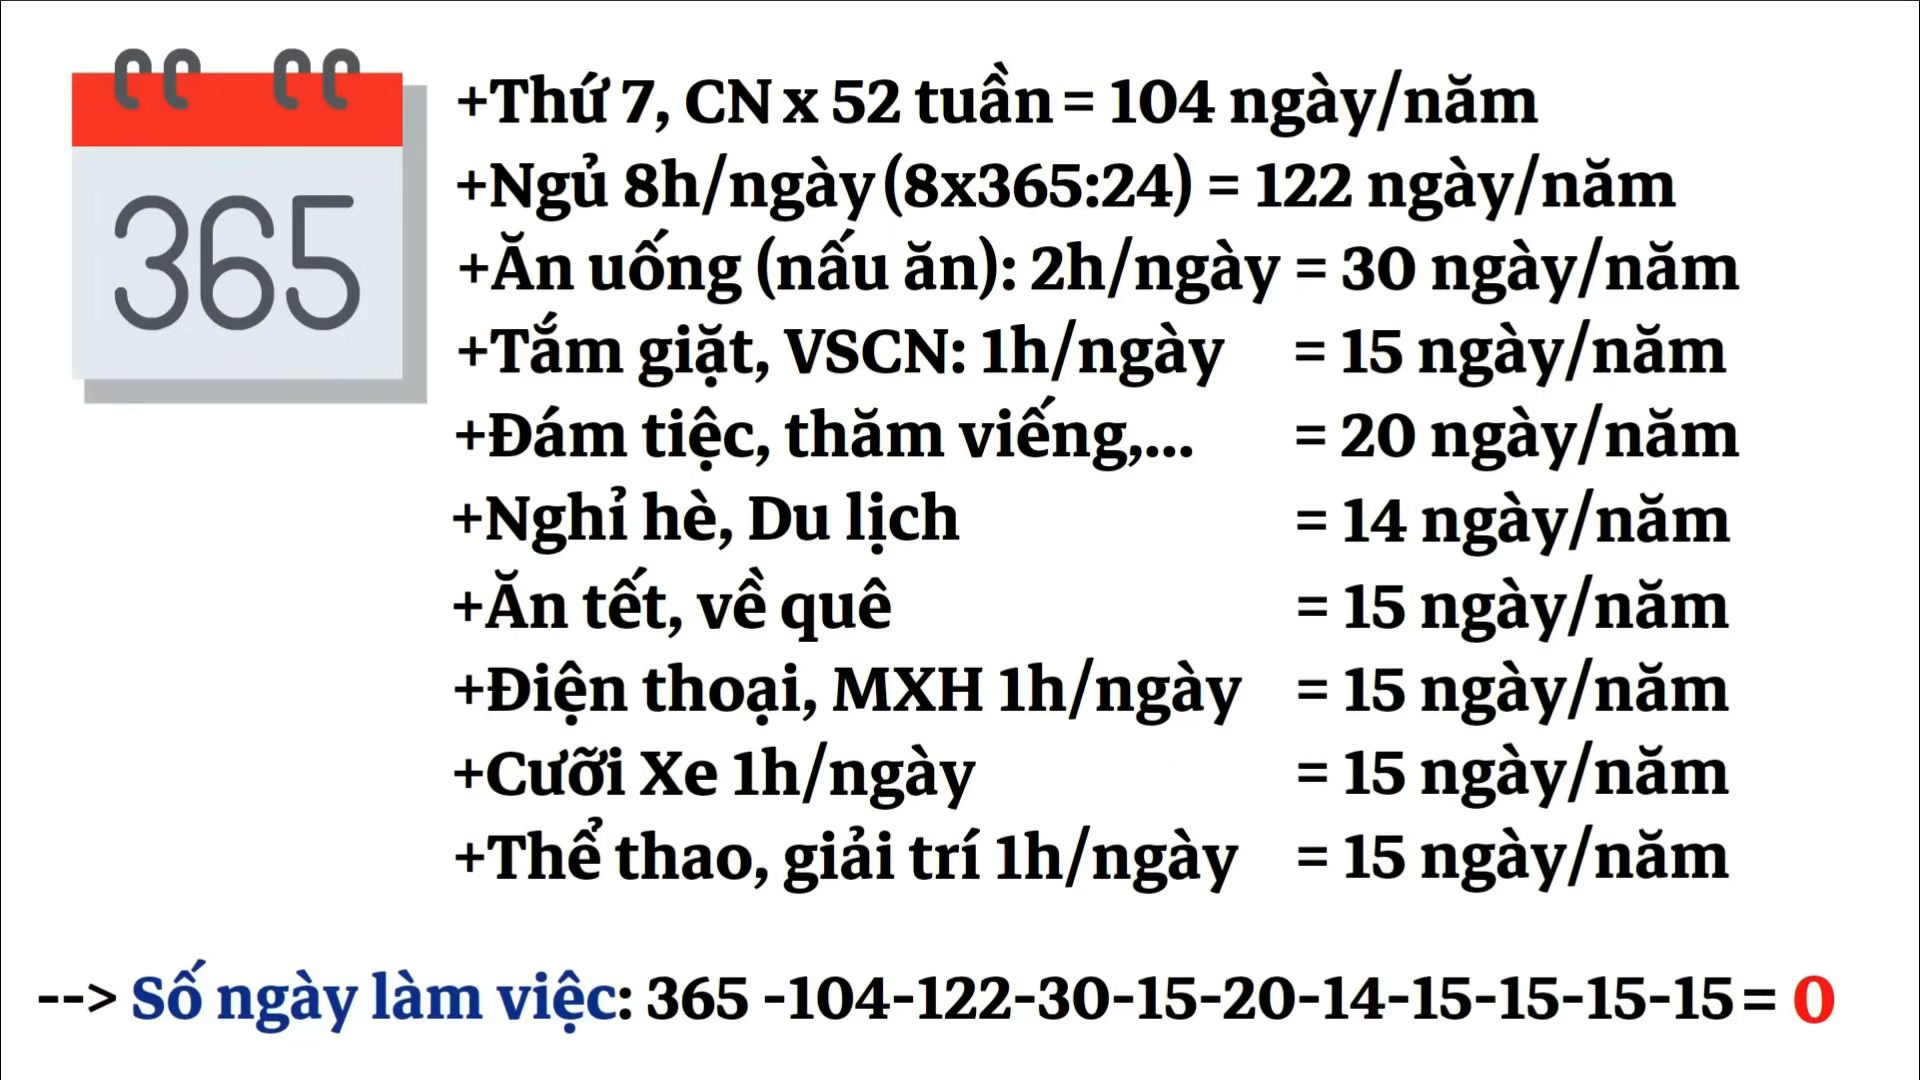 365
+Thứ 7, CN x 52 tuần = 104 ngày/năm
+Ngủ 8h/ngày (8x365:24) = 122 ngày/năm
+Ăn uống (nấu ăn): 2h/ngày = 30 ngày/năm
+Tắm giặt, VSCN: 1h/ngày = 15 ngày/năm
+Đám tiệc, thăm viếng,... = 20 ngày/năm
+Nghỉ hè, Du lịch = 14 ngày/năm
+Ăn tết, về quê = 15 ngày/năm
+Điện thoại, MXH 1h/ngày = 15 ngày/năm
+Cưỡi Xe 1h/ngày = 15 ngày/năm
+Thể thao, giải trí 1h/ngày = 15 ngày/năm
--> Số ngày làm việc: 365 -104-122-30-15-20-14-15-15-15-15 = 0